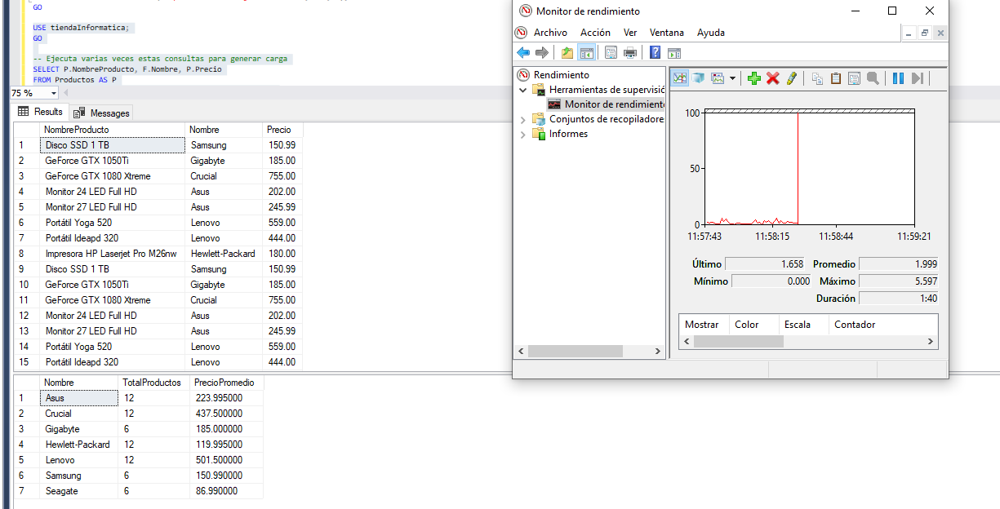 GO
USE tiendaInformatica;
GO
-- Ejecuta varias veces estas consultas para generar carga
SELECT P.NombreProducto, F.Nombre, P.Precio
FROM Productos AS P
75 %
Results Messages
NombreProducto Nombre Precio
1 Disco SSD 1 TB Samsung 150.99
2 GeForce GTX 1050Ti Gigabyte 185.00
3 GeForce GTX 1080 Xtreme Crucial 755.00
4 Monitor 24 LED Full HD Asus 202.00
5 Monitor 27 LED Full HD Asus 245.99
6 Portátil Yoga 520 Lenovo 559.00
7 Portátil Ideapd 320 Lenovo 444.00
8 Impresora HP Laserjet Pro M26nw Hewlett-Packard 180.00
9 Disco SSD 1 TB Samsung 150.99
10 GeForce GTX 1050Ti Gigabyte 185.00
11 GeForce GTX 1080 Xtreme Crucial 755.00
12 Monitor 24 LED Full HD Asus 202.00
13 Monitor 27 LED Full HD Asus 245.99
14 Portátil Yoga 520 Lenovo 559.00
15 Portátil Ideapd 320 Lenovo 444.00
Nombre TotalProductos PrecioPromedio
1 Asus 12 223.995000
2 Crucial 12 437.500000
3 Gigabyte 6 185.000000
4 Hewlett-Packard 12 119.995000
5 Lenovo 12 501.500000
6 Samsung 6 150.990000
7 Seagate 6 86.990000
Monitor de rendimiento
Archivo Acción Ver Ventana Ayuda
Rendimiento
Herramientas de supervisió
Monitor de rendimiento
Conjuntos de recopiladore
Informes
100
50
0
11:57:43 11:58:15 11:58:44 11:59:21
Último 1.658 Promedio 1.999
Mínimo 0.000 Máximo 5.597
Duración 1:40
Mostrar Color Escala Contador